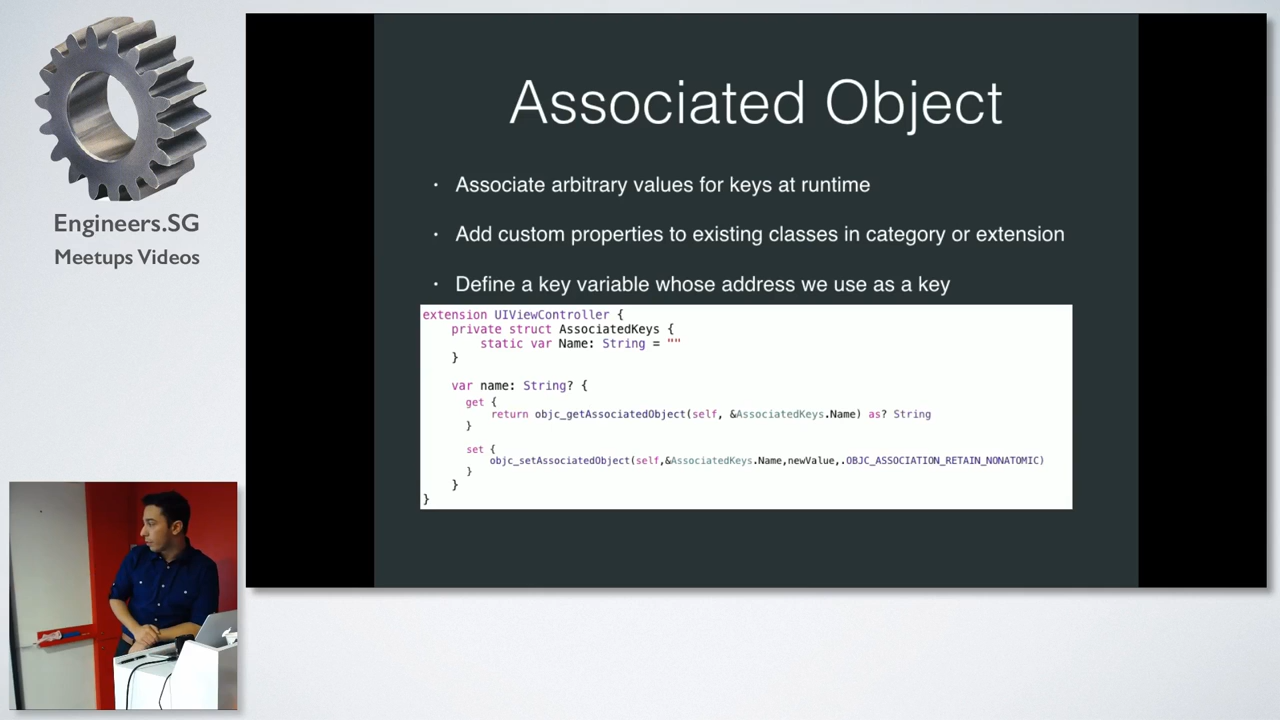 Engineers.SG
Meetups Videos
Associated Object
• Associate arbitrary values for keys at runtime
• Add custom properties to existing classes in category or extension
• Define a key variable whose address we use as a key
extension UIViewController {
private struct AssociatedKeys {
static var Name: String = ""
}
var name: String? {
get {
return objc_getAssociatedObject(self, &AssociatedKeys.Name) as? String
}
set {
objc_setAssociatedObject(self,&AssociatedKeys.Name,newValue,.OBJC_ASSOCIATION_RETAIN_NONATOMIC)
}
}
}